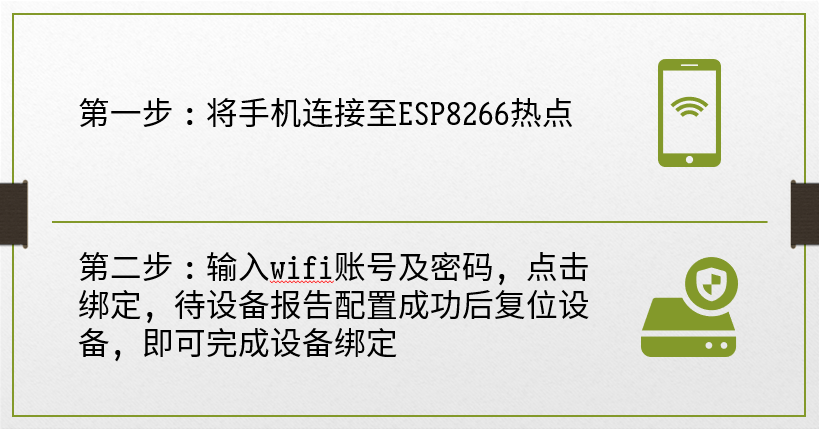 第一步：将手机连接至ESP8266热点
第二步：输入wifi账号及密码，点击
绑定，待设备报告配置成功后复位设
备，即可完成设备绑定